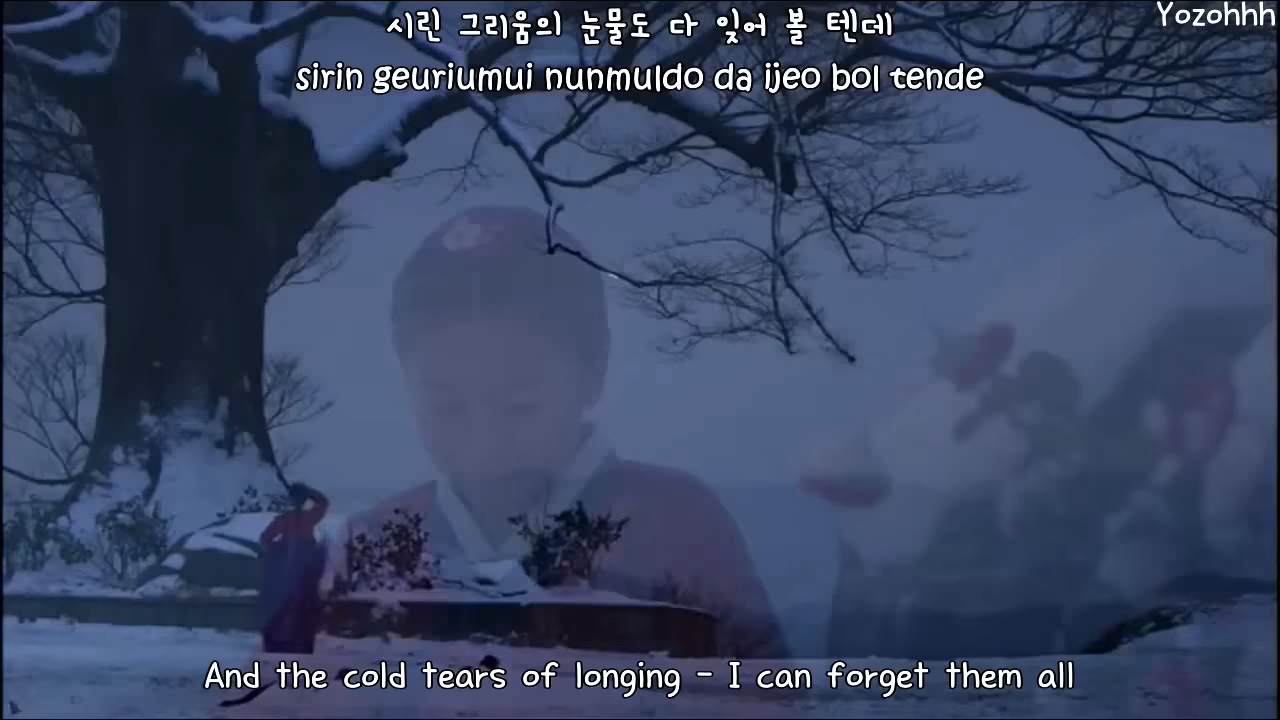 Yozohhh
시린 그리움의 눈물도 다 잊어 볼 텐데
sirin geuriumui nunmuldo da ijeo bol tende
And the cold tears of longing - I can forget them all